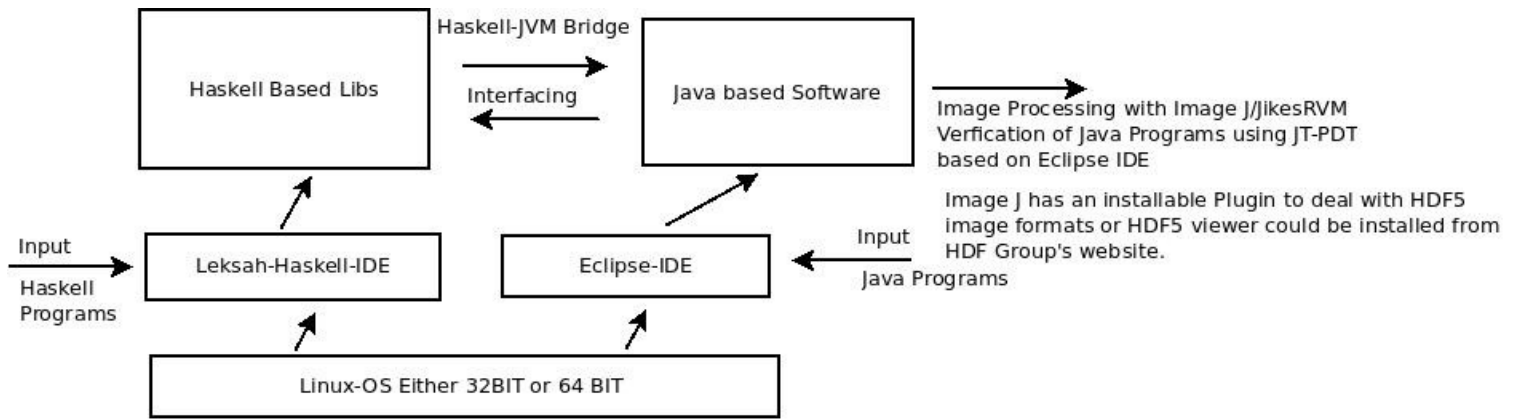 Haskell-JVM Bridge
Haskell Based Libs
Interfacing
Java based Software
Image Processing with Image J/JikesRVM
Verfication of Java Programs using JT-PDT
based on Eclipse IDE
Image J has an installable Plugin to deal with HDF5
image formats or HDF5 viewer could be installed from
HDF Group's website.
Input
Haskell
Programs
Leksah-Haskell-IDE
Eclipse-IDE
Input
Java Programs
Linux-OS Either 32BIT or 64 BIT